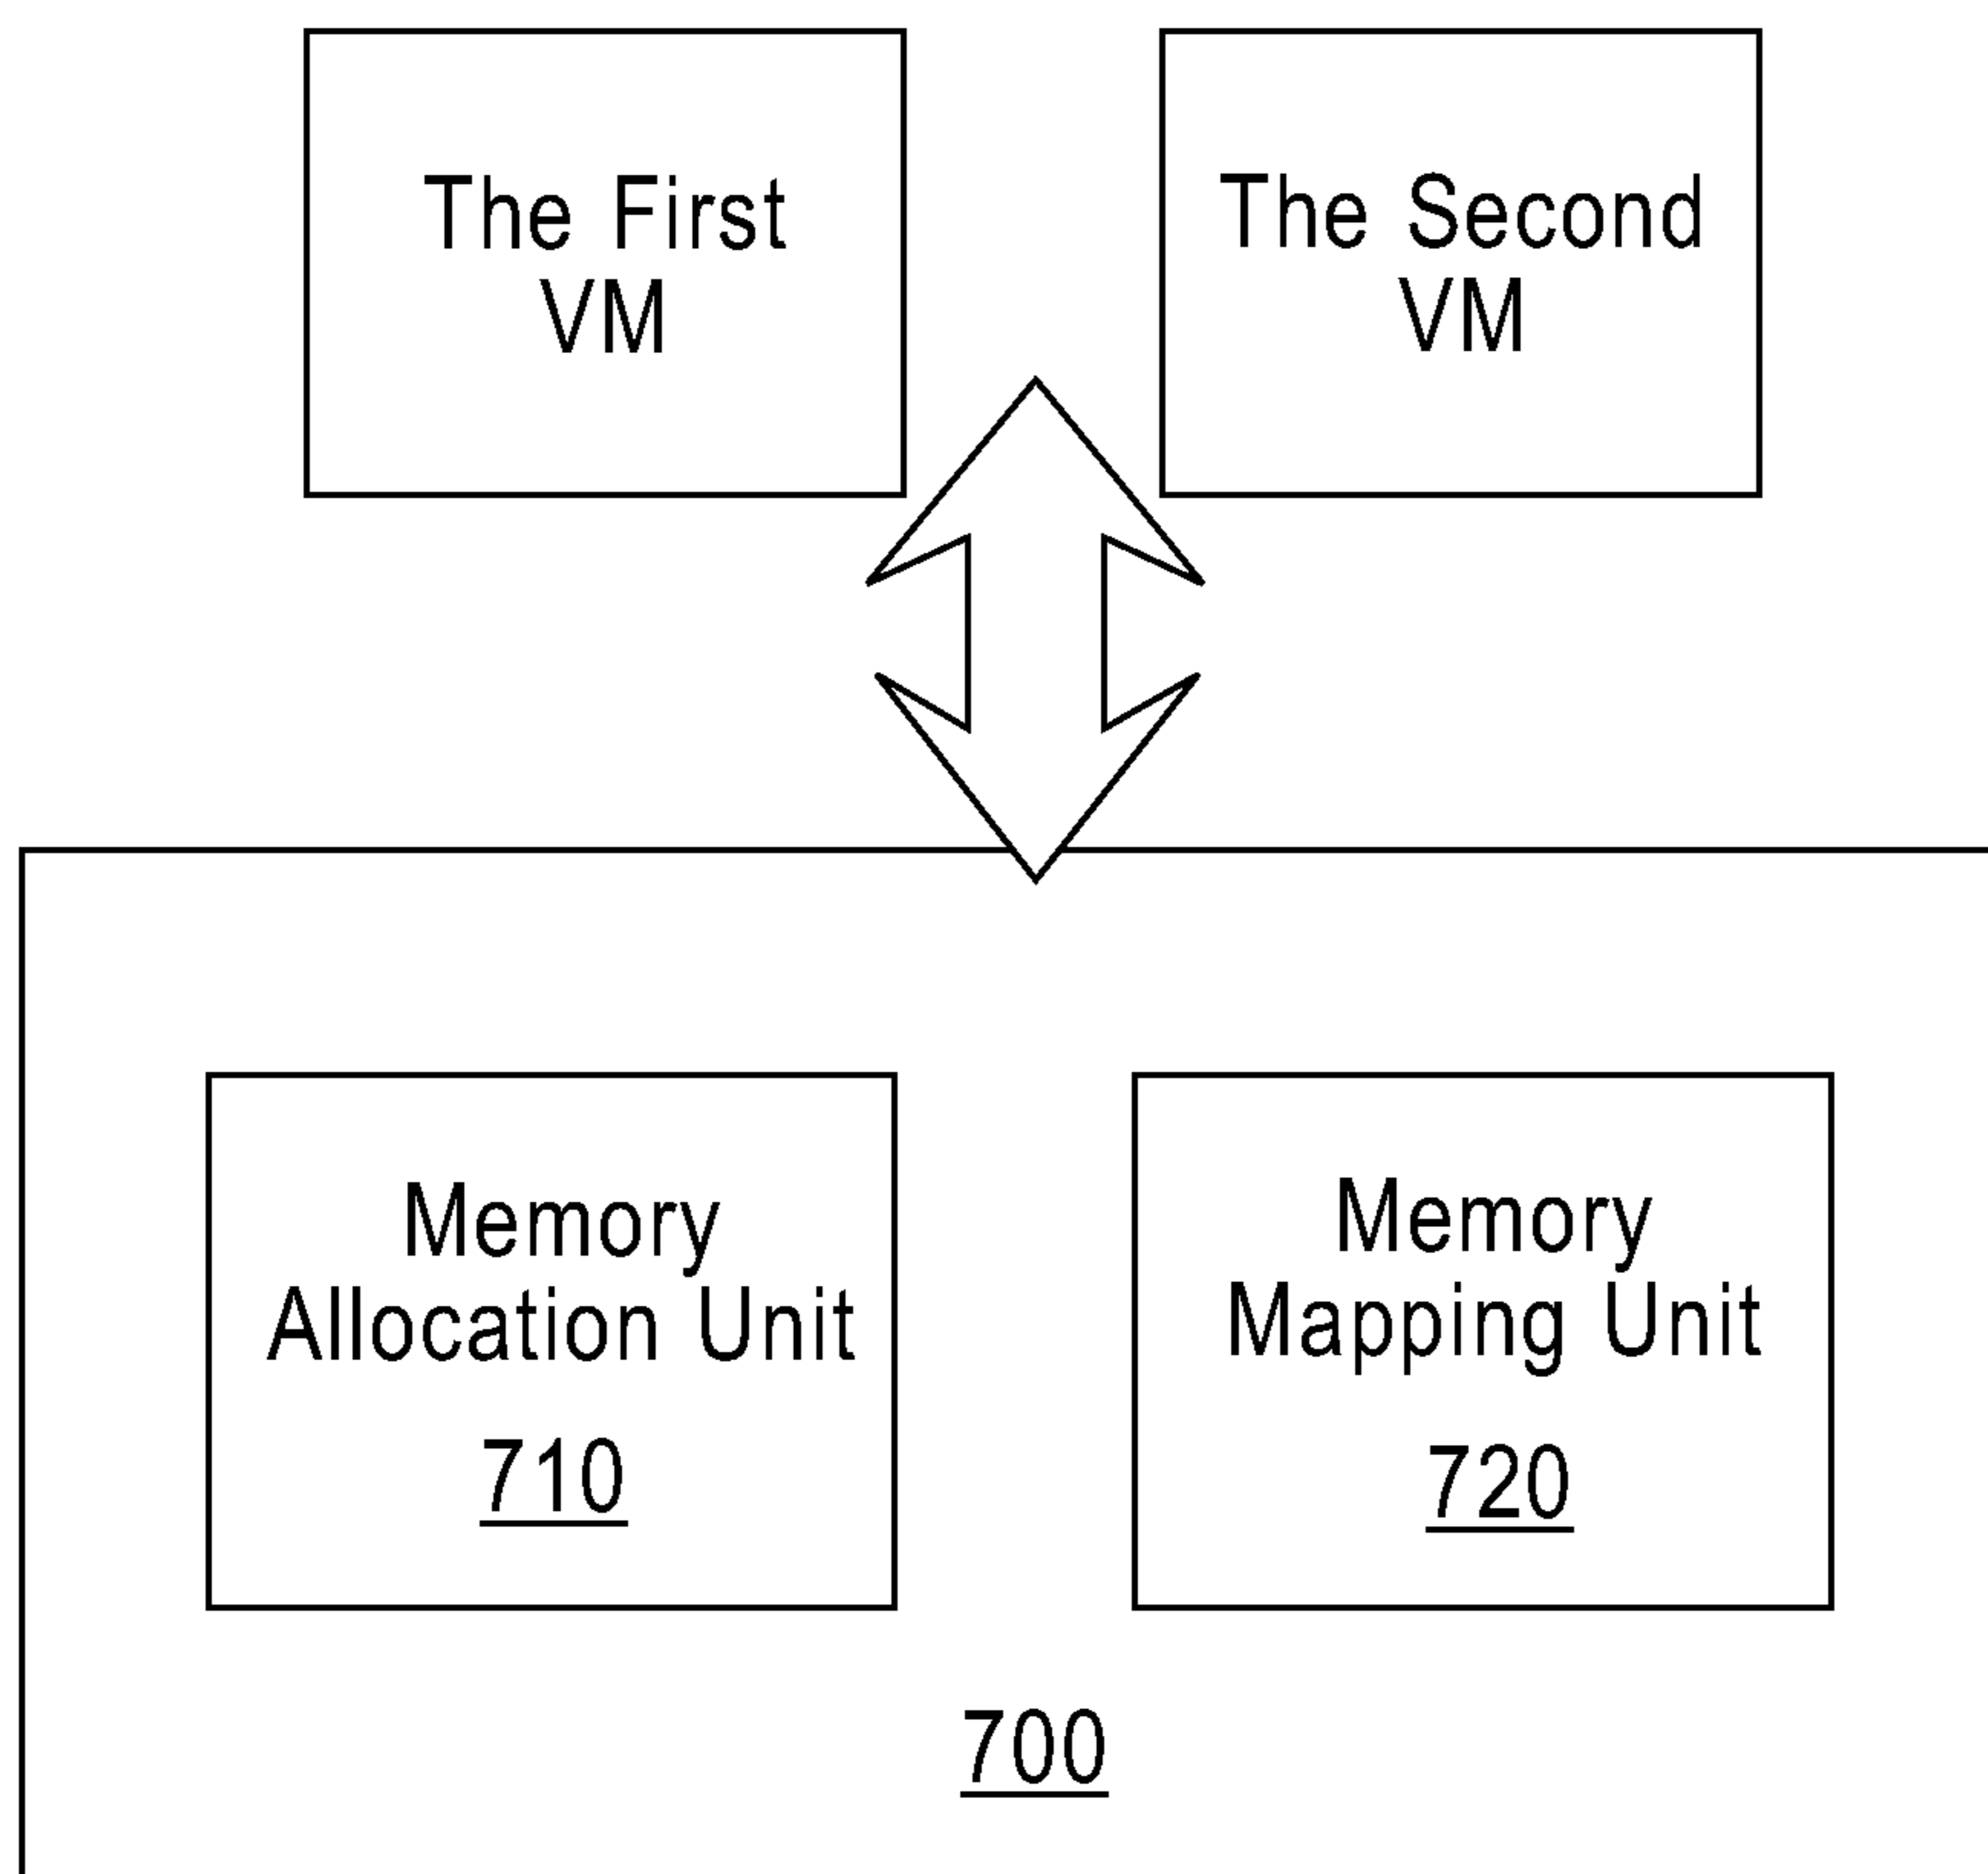 The First
VM
The Second
VM
Memory
Allocation Unit
710
Memory
Mapping Unit
720
700